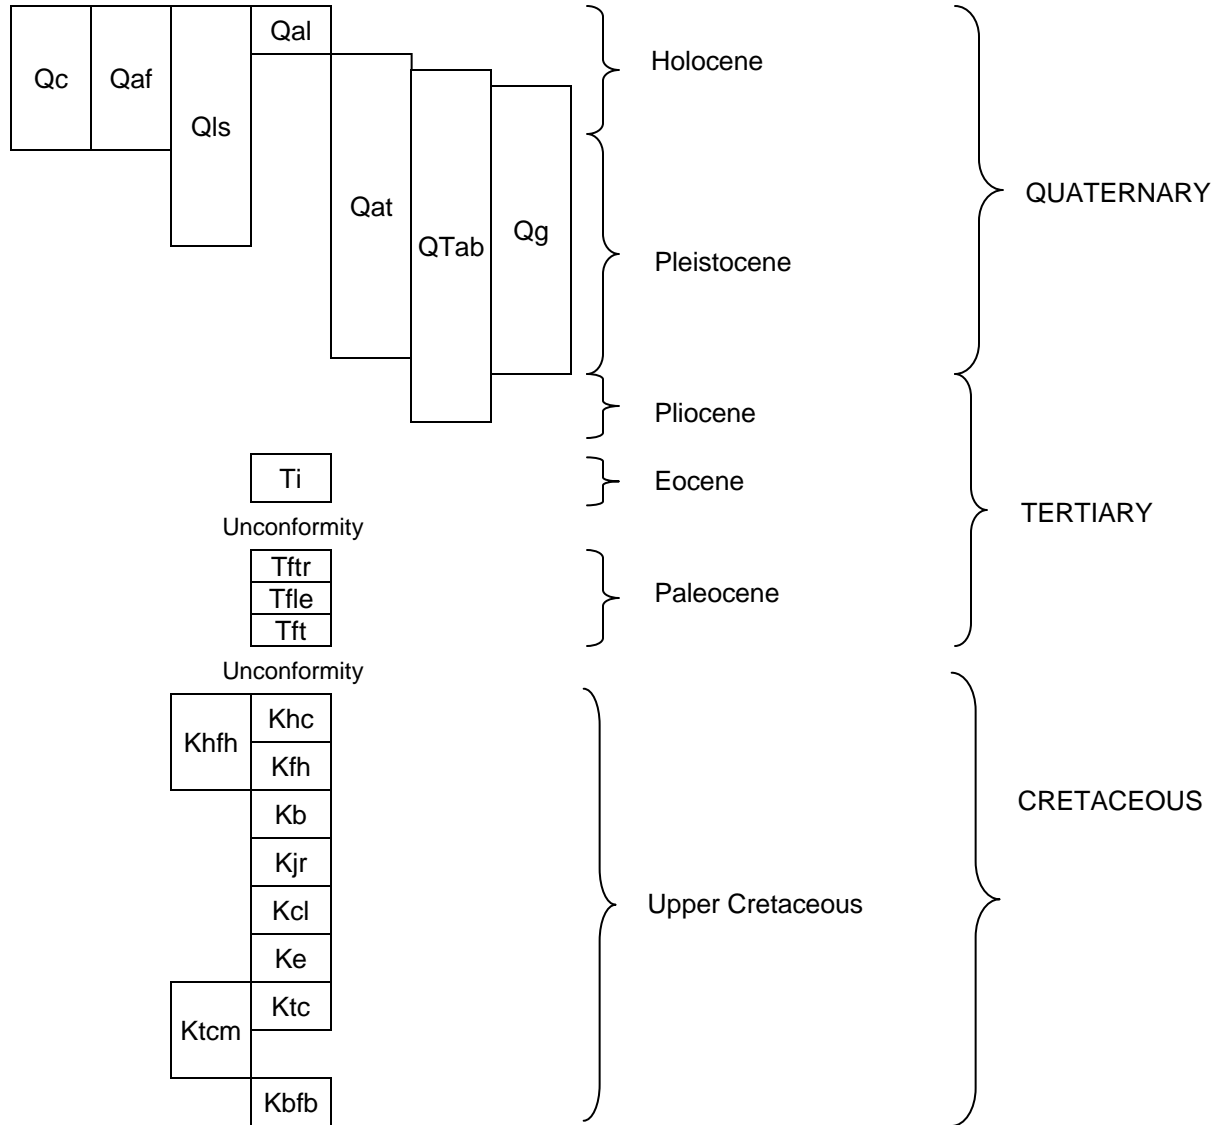 Qal
Holocene
Qc
Qaf
Qls
QUATERNARY
Qat
QTab
Qg
Pleistocene
Pliocene
Ti
Eocene
TERTIARY
Unconformity
Tftr
Tfle
Paleocene
Tft
Unconformity
Khc
Khfh
Kfh
Kb
CRETACEOUS
Kjr
Kcl
Upper Cretaceous
Ke
Ktc
Ktcm
Kbfb